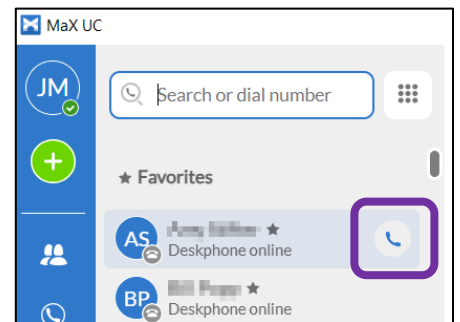 MaX UC
JM
Search or dial number
Favorites
AS
Deskphone online
BP
Deskphone online